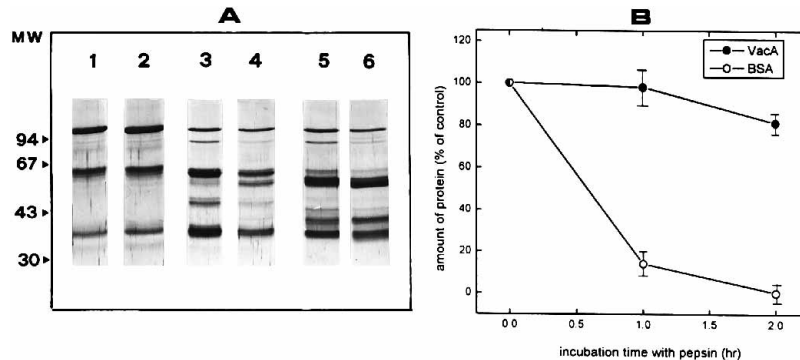 A
MW
1 2 3 4 5 6
94
67
43
30
B
120
100
80
60
40
20
0
VacA
BSA
amount of protein (% of control)
0.0 0.5 1.0 1.5 2.0
incubation time with pepsin (hr)